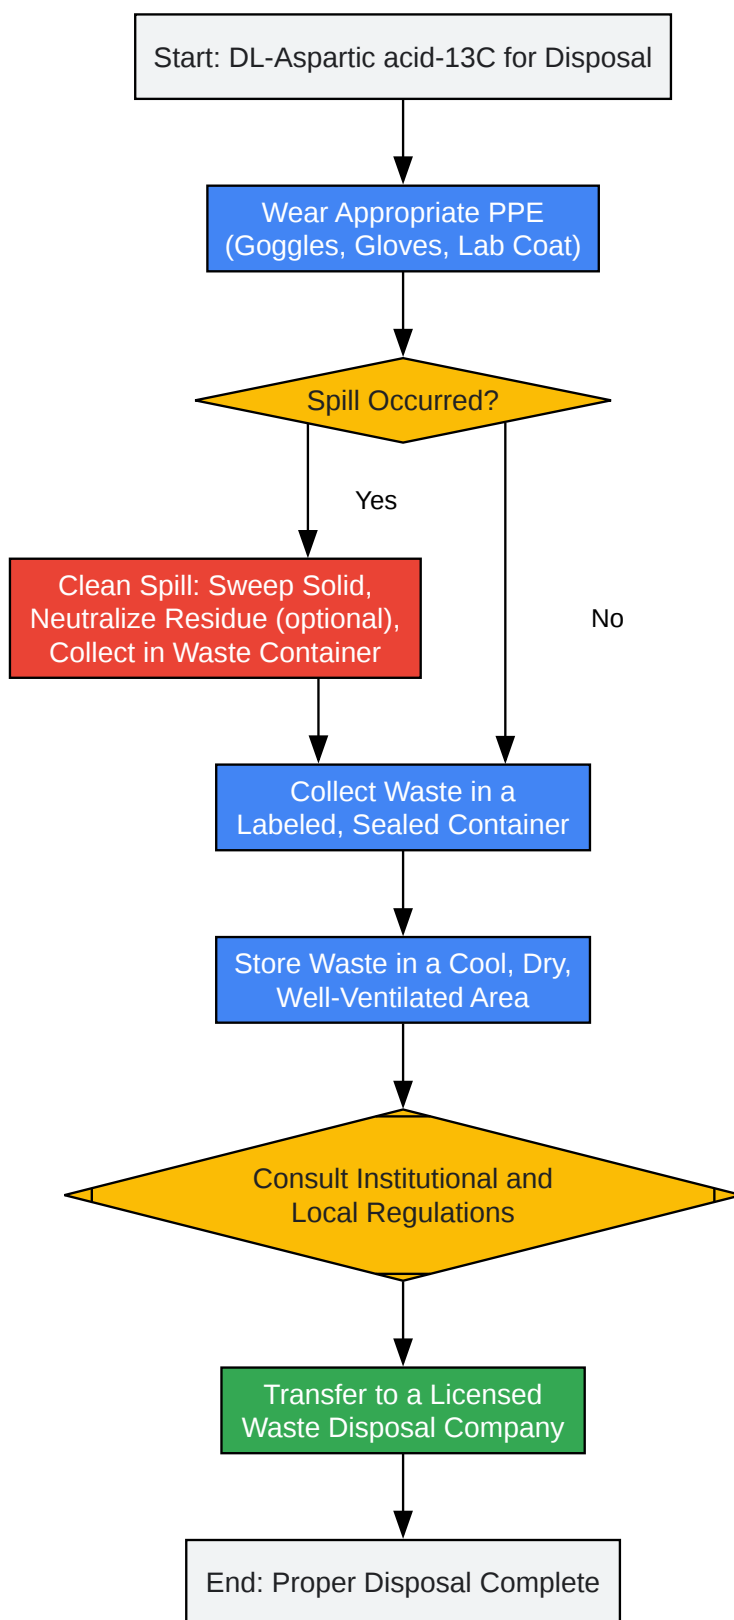 Start: DL-Aspartic acid-13C for Disposal
Wear Appropriate PPE
(Goggles, Gloves, Lab Coat)
Spill Occurred?
Yes
Clean Spill: Sweep Solid,
Neutralize Residue (optional),
Collect in Waste Container
No
Collect Waste in a
Labeled, Sealed Container
Store Waste in a Cool, Dry,
Well-Ventilated Area
Consult Institutional and
Local Regulations
Transfer to a Licensed
Waste Disposal Company
End: Proper Disposal Complete